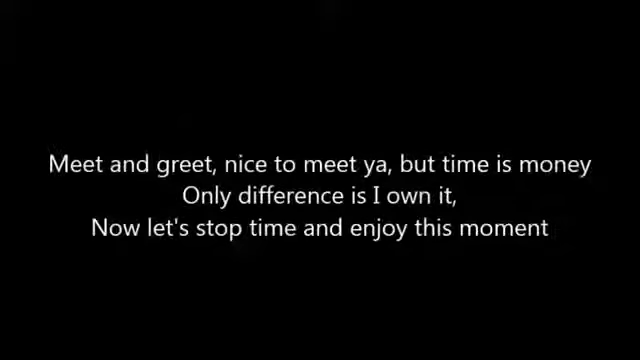 Meet and greet, nice to meet ya, but time is money
Only difference is I own it,
Now let's stop time and enjoy this moment